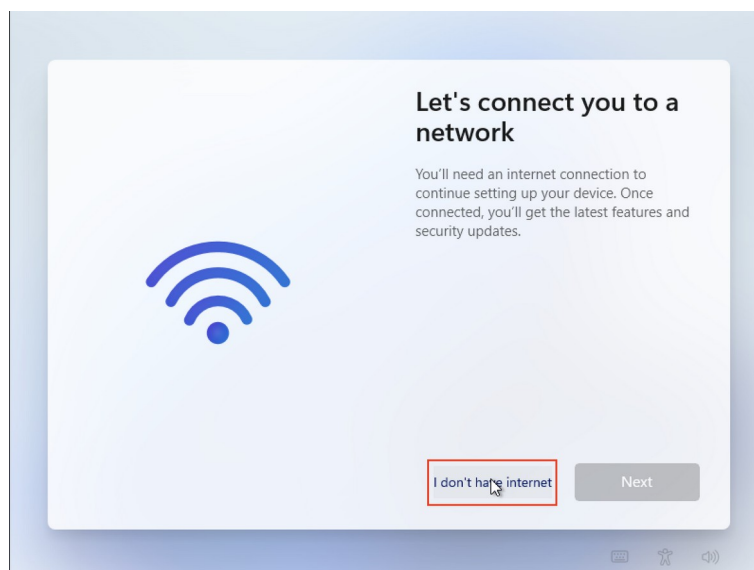 Let's connect you to a
network
You'll need an internet connection to
continue setting up your device. Once
connected, you'll get the latest features and
security updates.
I don't have internet
Next